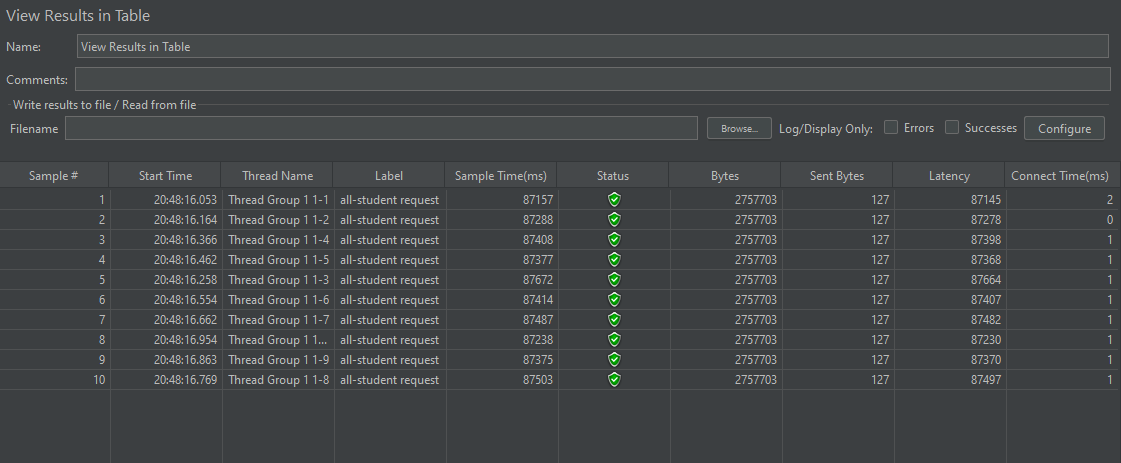 View Results in Table
Name: View Results in Table
Comments:
Write results to file / Read from file
Filename Browse... Log/Display Only: Errors Successes Configure
Sample # Start Time Thread Name Label Sample Time(ms) Status Bytes Sent Bytes Latency Connect Time(ms)
1 20:48:16.053 Thread Group 1 1-1 all-student request 87157 2757703 127 87145 2
2 20:48:16.164 Thread Group 1 1-2 all-student request 87288 2757703 127 87278 0
3 20:48:16.366 Thread Group 1 1-4 all-student request 87408 2757703 127 87398 1
4 20:48:16.462 Thread Group 1 1-5 all-student request 87377 2757703 127 87368 1
5 20:48:16.258 Thread Group 1 1-3 all-student request 87672 2757703 127 87664 1
6 20:48:16.554 Thread Group 1 1-6 all-student request 87414 2757703 127 87407 1
7 20:48:16.662 Thread Group 1 1-7 all-student request 87487 2757703 127 87482 1
8 20:48:16.954 Thread Group 1 1... all-student request 87238 2757703 127 87230 1
9 20:48:16.863 Thread Group 1 1-9 all-student request 87375 2757703 127 87370 1
10 20:48:16.769 Thread Group 1 1-8 all-student request 87503 2757703 127 87497 1